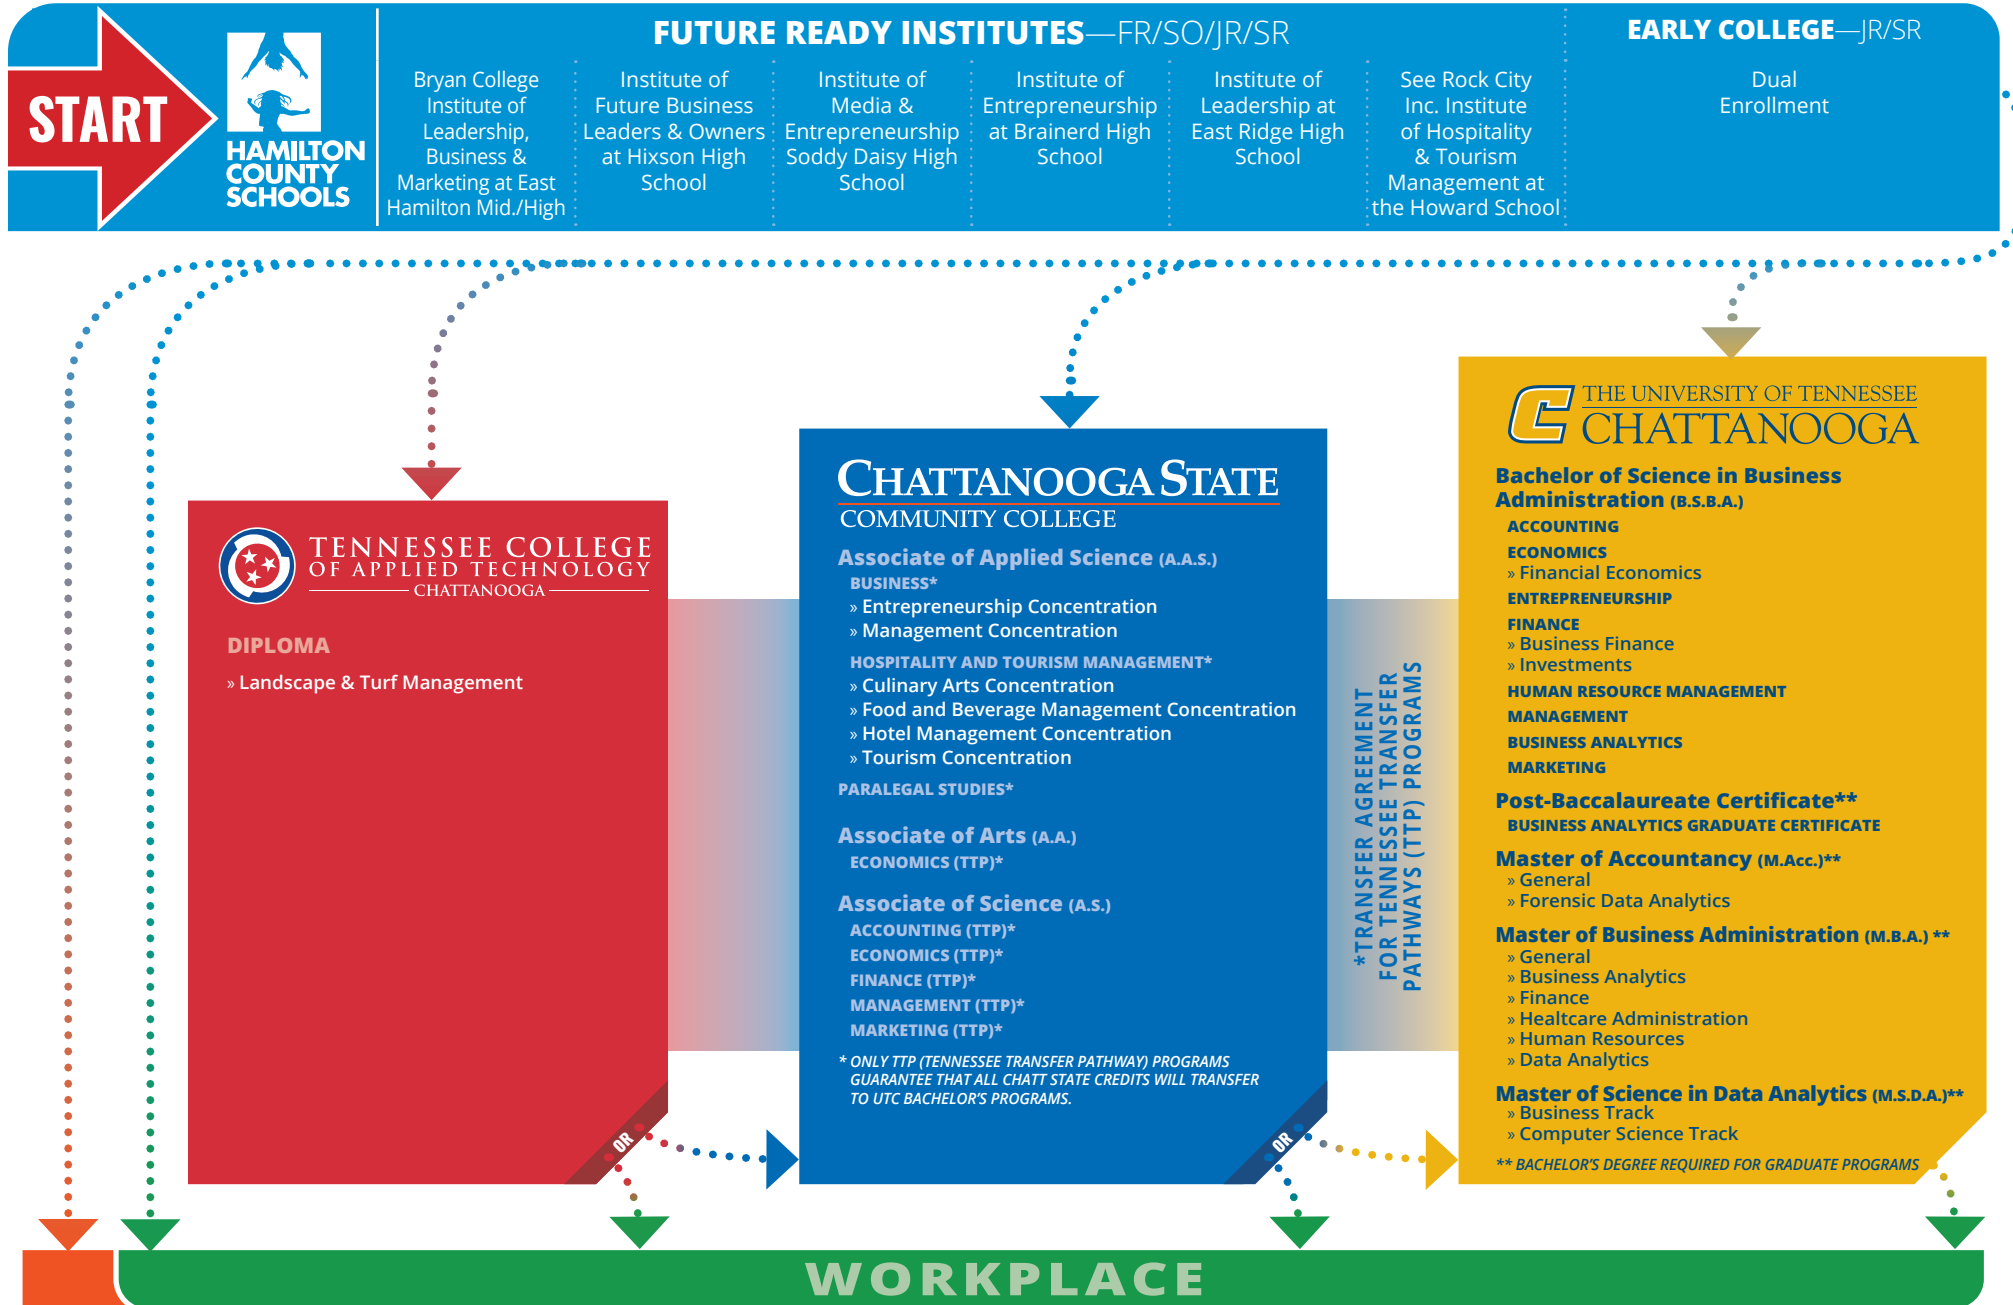 START
HAMILTON
COUNTY
SCHOOLS
FUTURE READY INSTITUTES—FR/SO/JR/SR
Bryan College
Institute of
Leadership,
Business &
Marketing at East
Hamilton Mid./High
Institute of
Future Business
Leaders & Owners
at Hixson High
School
Institute of
Media &
Entrepreneurship
Soddy Daisy High
School
Institute of
Entrepreneurship
at Brainerd High
School
Institute of
Leadership at
East Ridge High
School
See Rock City
Inc. Institute
of Hospitality
& Tourism
Management at
the Howard School
EARLY COLLEGE—JR/SR
Dual
Enrollment
TENNESSEE COLLEGE
OF APPLIED TECHNOLOGY
CHATTANOOGA
DIPLOMA
» Landscape & Turf Management
OR
CHATTANOOGA STATE
COMMUNITY COLLEGE
Associate of Applied Science (A.A.S.)
BUSINESS*
» Entrepreneurship Concentration
» Management Concentration
HOSPITALITY AND TOURISM MANAGEMENT*
» Culinary Arts Concentration
» Food and Beverage Management Concentration
» Hotel Management Concentration
» Tourism Concentration
PARALEGAL STUDIES*
Associate of Arts (A.A.)
ECONOMICS (TTP)*
Associate of Science (A.S.)
ACCOUNTING (TTP)*
ECONOMICS (TTP)*
FINANCE (TTP)*
MANAGEMENT (TTP)*
MARKETING (TTP)*
* ONLY TTP (TENNESSEE TRANSFER PATHWAY) PROGRAMS
GUARANTEE THAT ALL CHATT STATE CREDITS WILL TRANSFER
TO UTC BACHELOR'S PROGRAMS.
OR
*TRANSFER AGREEMENT
FOR TENNESSEE TRANSFER
PATHWAYS (TTP) PROGRAMS
C
THE UNIVERSITY OF TENNESSEE
CHATTANOOGA
Bachelor of Science in Business
Administration (B.S.B.A.)
ACCOUNTING
ECONOMICS
» Financial Economics
ENTREPRENEURSHIP
FINANCE
» Business Finance
» Investments
HUMAN RESOURCE MANAGEMENT
MANAGEMENT
BUSINESS ANALYTICS
MARKETING
Post-Baccalaureate Certificate**
BUSINESS ANALYTICS GRADUATE CERTIFICATE
Master of Accountancy (M.Acc.)**
» General
» Forensic Data Analytics
Master of Business Administration (M.B.A.) **
» General
» Business Analytics
» Finance
» Healtcare Administration
» Human Resources
» Data Analytics
Master of Science in Data Analytics (M.S.D.A.)**
» Business Track
» Computer Science Track
** BACHELOR'S DEGREE REQUIRED FOR GRADUATE PROGRAMS
WORKPLACE